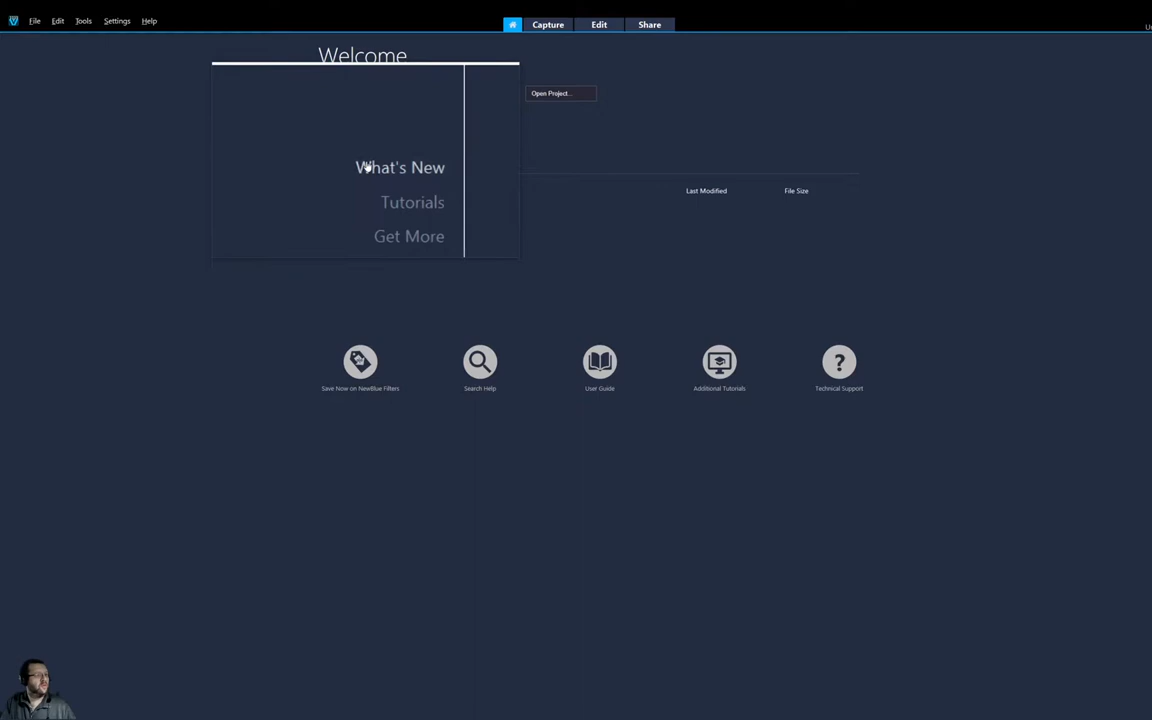 File Edit Tools Settings Help
Capture Edit Share
Welcome
Open Project...
What's New
Tutorials
Get More
Last Modified File Size
Save Now on NewBlue Filters
Search Help
User Guide
Additional Tutorials
Technical Support